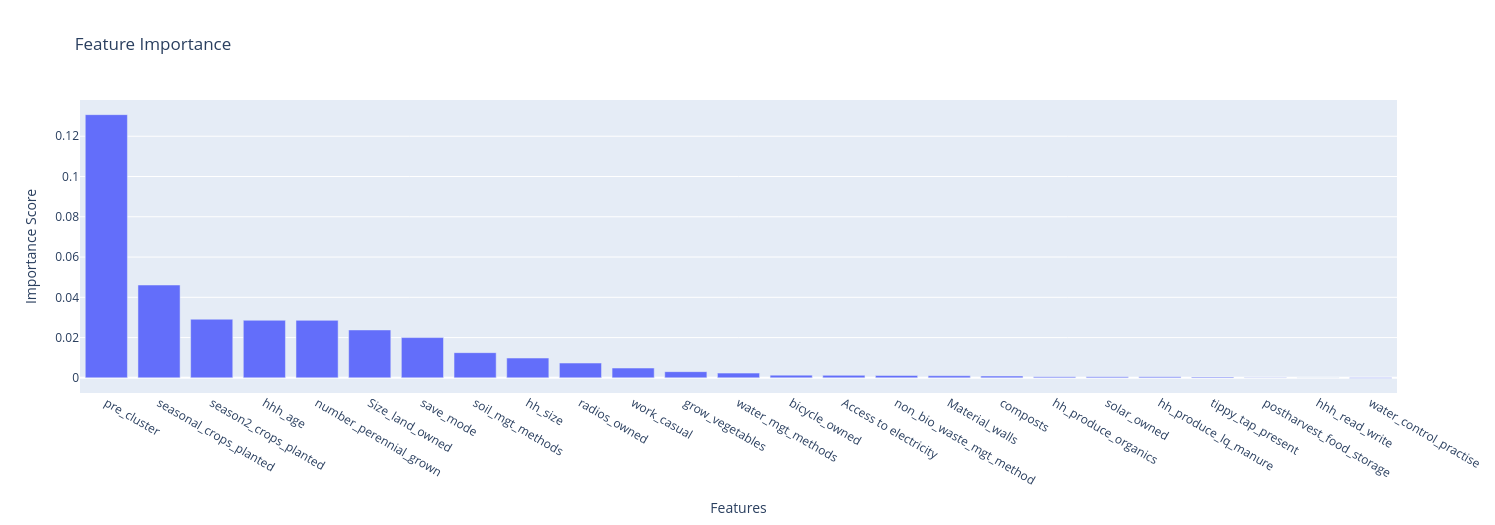 Feature Importance
0.12
0.1
0.08
0.06
0.04
0.02
0
Importance Score
pre_cluster
seasonal_crops_planted
season2_crops_planted
hhh_age
number_perennial_grown
Size_land_owned
save_mode
soil_mgt_methods
hh_size
radios_owned
work_casual
grow_vegetables
water_mgt_methods
bicycle_owned
Access to electricity
non_bio_waste_mgt_method
Material_walls
composts
hh_produce_organics
solar_owned
hh_produce_lq_manure
tippy_tap_present
postharvest_food_storage
hhh_read_write
water_control_practise
Features